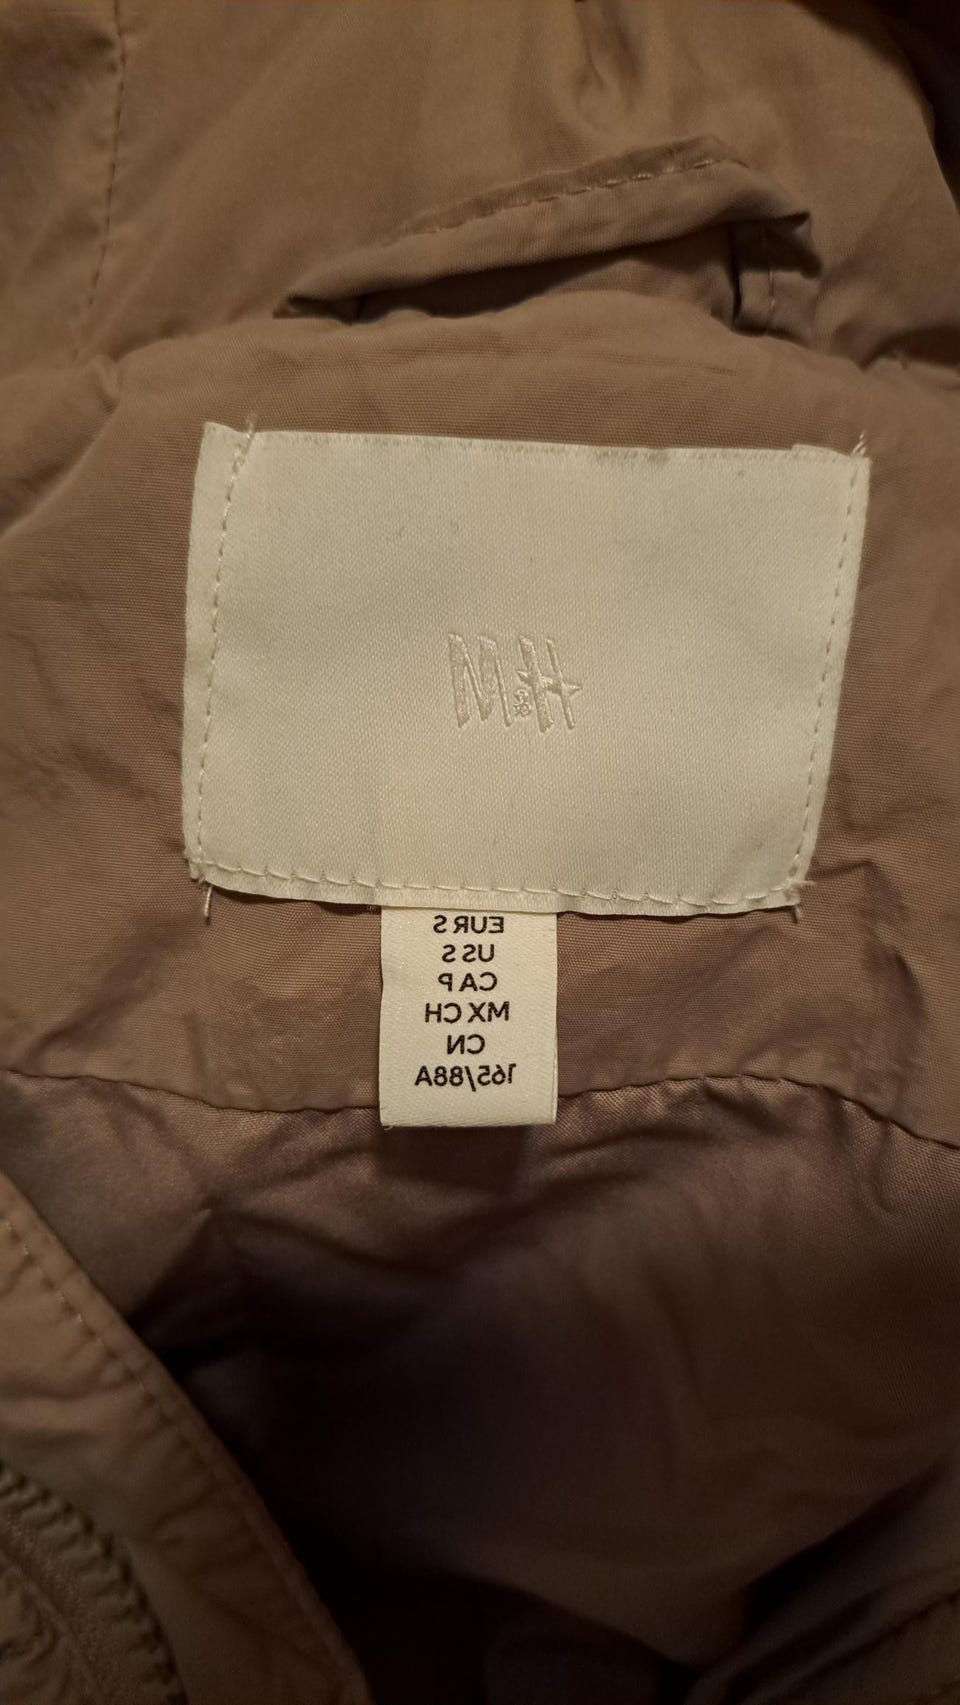 H&M
EUR S
US S
CA P
MX CH
CN
165/88A